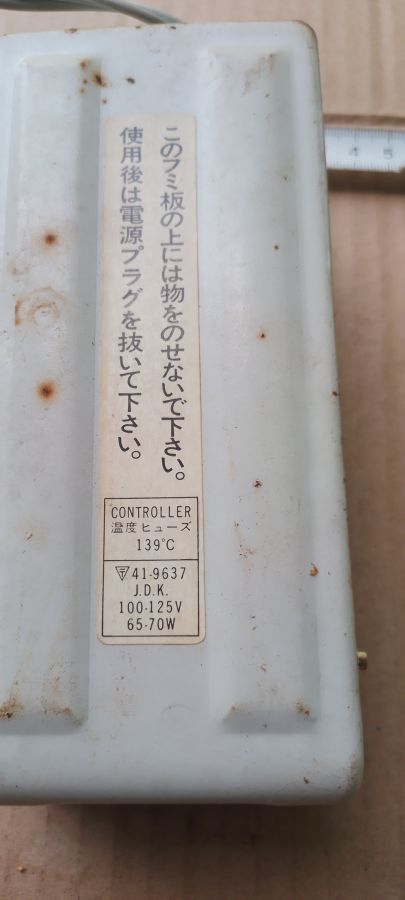 このフミ板の上には物をのせないで下さい。
使用後は電源プラグを抜いて下さい。
CONTROLLER
温度ヒューズ
139°C
41-9637
J.D.K.
100-125V
65-70W
4 5